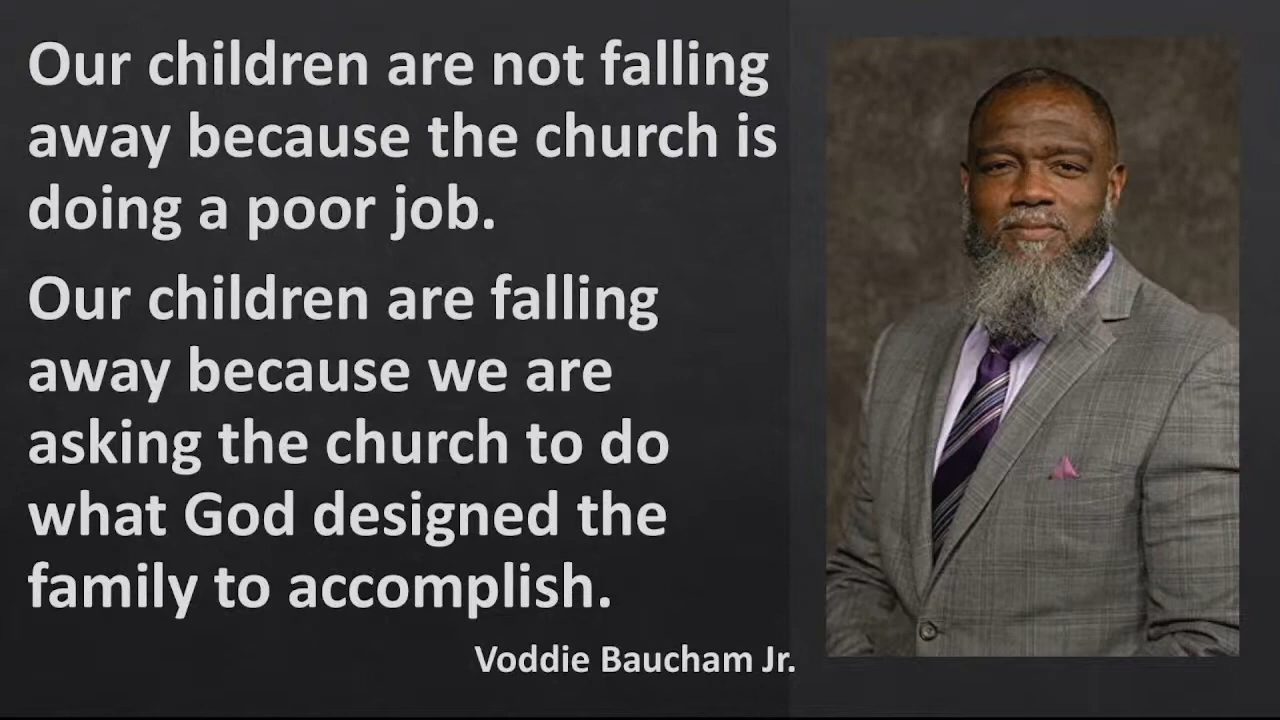 Our children are not falling
away because the church is
doing a poor job.
Our children are falling
away because we are
asking the church to do
what God designed the
family to accomplish.
Voddie Baucham Jr.